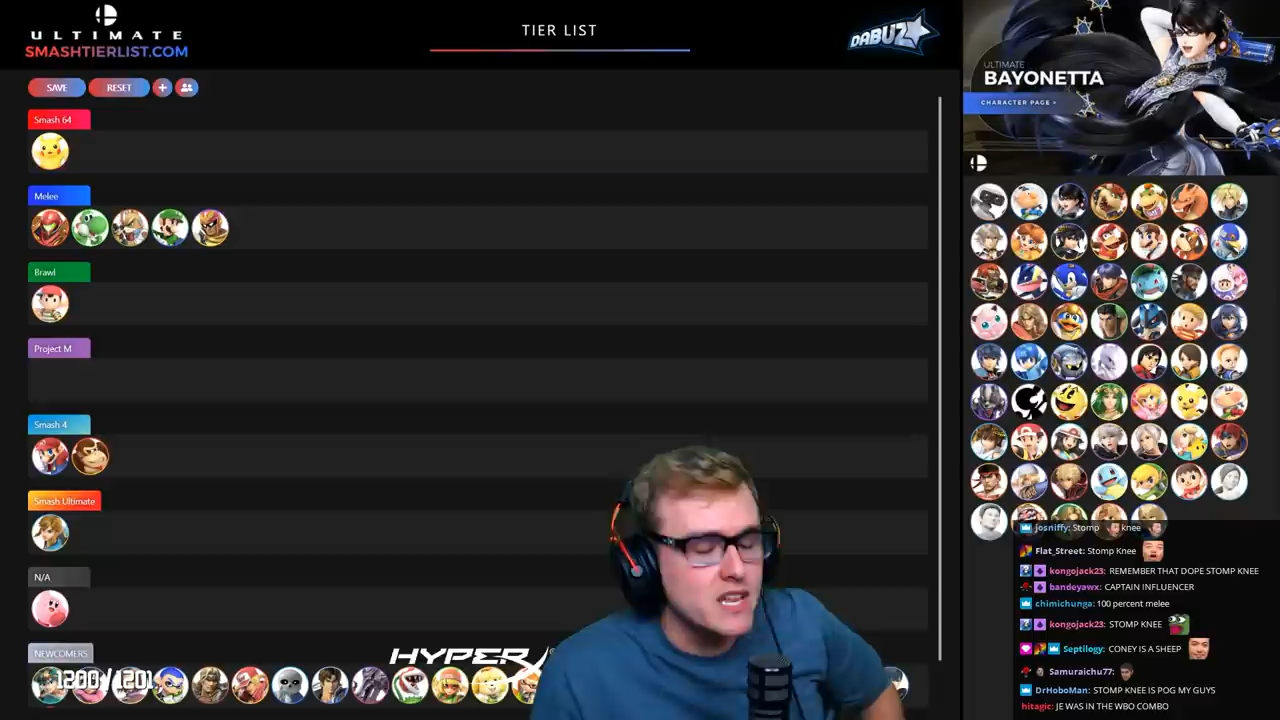 ULTIMATE
SMASHTIERLIST.COM
TIER LIST
DABUZ
SAVE
RESET
+
Smash 64
Melee
Brawl
Project M
Smash 4
Smash Ultimate
N/A
NEWCOMERS
1200/1201
HYPERX
ULTIMATE
BAYONETTA
CHARACTER PAGE >
josniffy: Stomp knee
Flat_Street: Stomp Knee
kongojack23: REMEMBER THAT DOPE STOMP KNEE
bandeyawx: CAPTAIN INFLUENCER
chimichunga: 100 percent melee
kongojack23: STOMP KNEE
Septilogy: CONEY IS A SHEEP
Samuraichu77:
DrHoboMan: STOMP KNEE IS POG MY GUYS
hitagic: JE WAS IN THE WBO COMBO